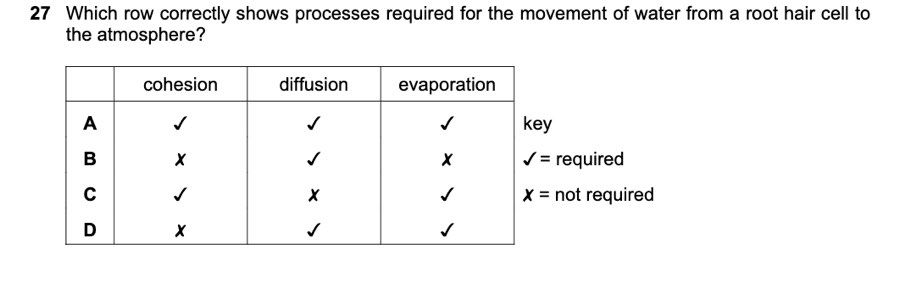 27 Which row correctly shows processes required for the movement of water from a root hair cell to
the atmosphere?
cohesion diffusion evaporation
A ✓ ✓ ✓ key
B ✗ ✓ ✗ ✓ = required
C ✓ ✗ ✓ ✗ = not required
D ✗ ✓ ✓